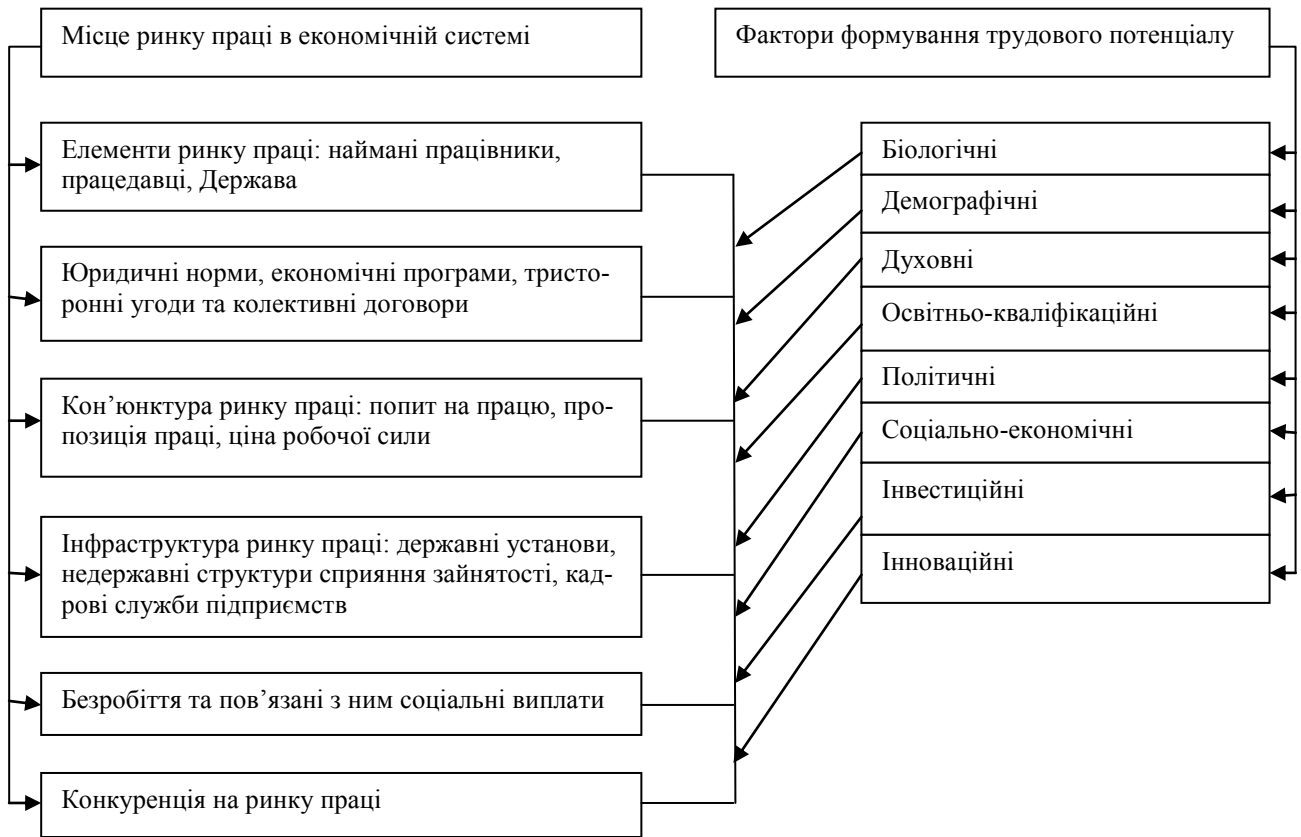 Місце ринку праці в економічній системі
Елементи ринку праці: наймані працівники,
працедавці, Держава
Юридичні норми, економічні програми, тристо-
ронні угоди та колективні договори
Кон’юнктура ринку праці: попит на працю, про-
позиція праці, ціна робочої сили
Інфраструктура ринку праці: державні установи,
недержавні структури сприяння зайнятості, кад-
рові служби підприємств
Безробіття та пов’язані з ним соціальні виплати
Конкуренція на ринку праці
Фактори формування трудового потенціалу
Біологічні
Демографічні
Духовні
Освітньо-кваліфікаційні
Політичні
Соціально-економічні
Інвестиційні
Інноваційні